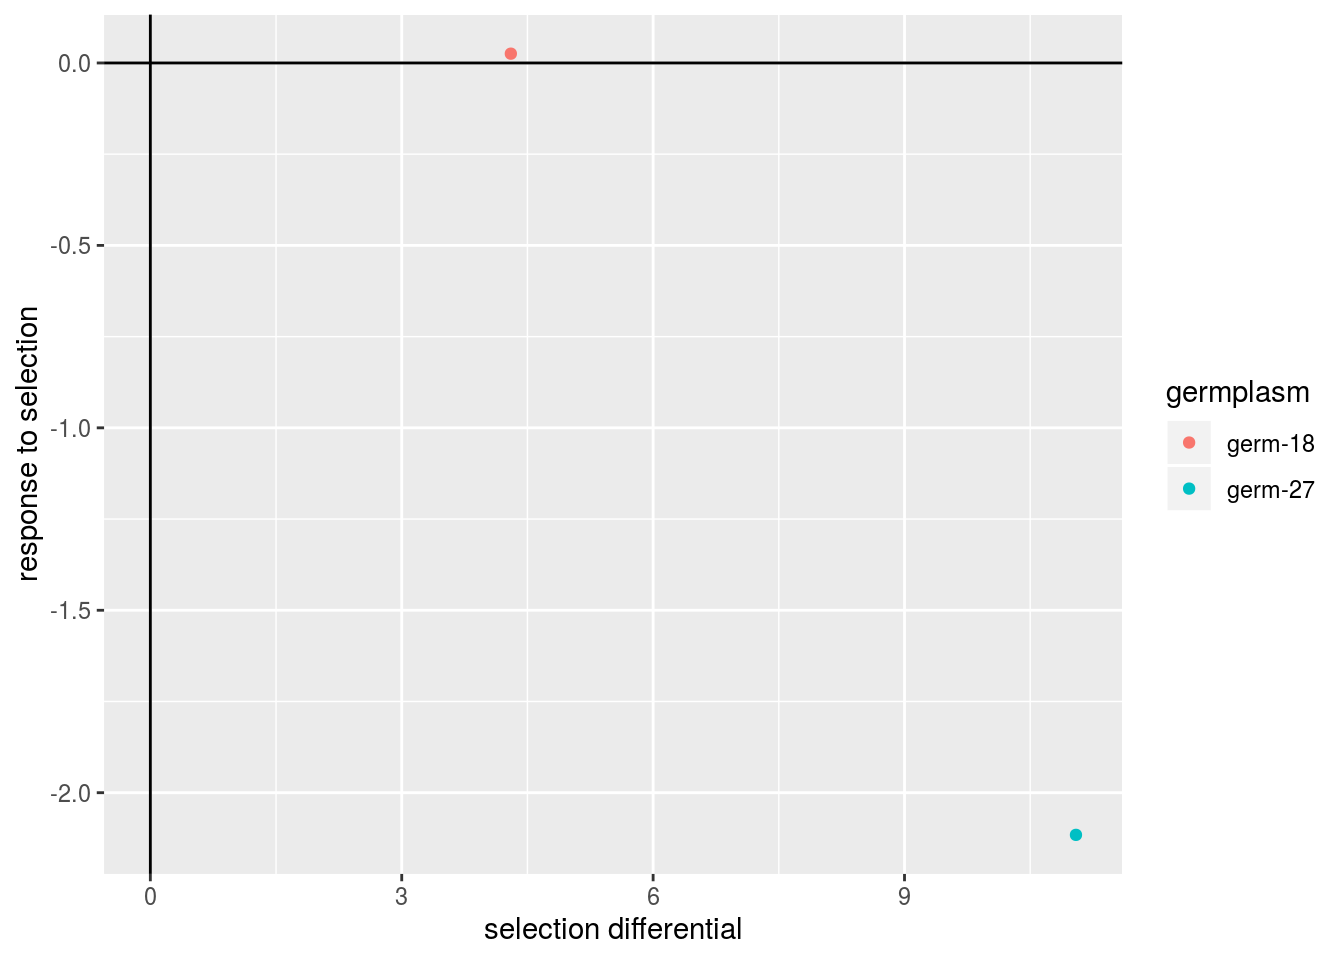 0.0
-0.5
-1.0
-1.5
-2.0
response to selection
0
3
6
9
selection differential
germplasm
germ-18
germ-27